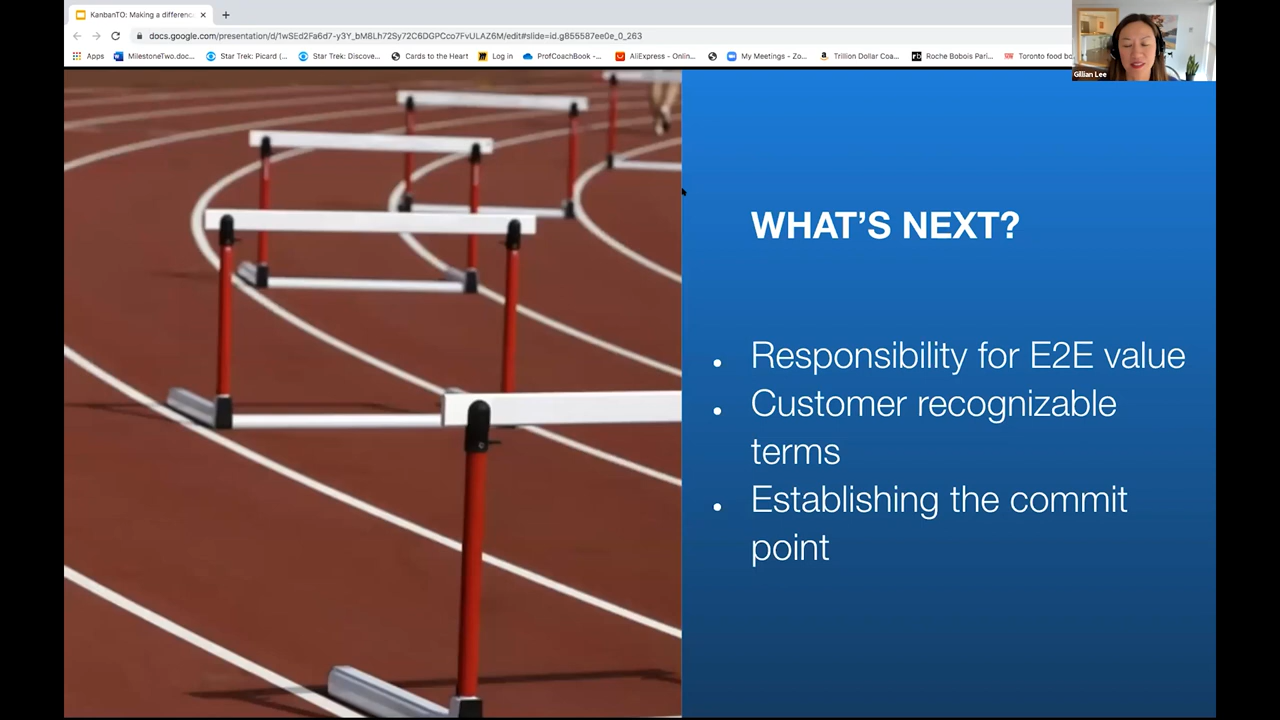 KanbanTO: Making a differenc
docs.google.com/presentation/d/1wSEd2Fa6d7-y3Y_bM8Lh72Sy72C6DGPCco7FvULAZ6M/edit#slide=id.g855587ee0e_0_263
Apps MilestoneTwo.doc... Star Trek: Picard (... Star Trek: Discove... Cards to the Heart Log in ProfCoachBook -... AliExpress - Onlin... My Meetings - Zo... Trillion Dollar Coa... Roche Bobois Pari... Toronto food bo
Gillian Lee
WHAT'S NEXT?
Responsibility for E2E value
Customer recognizable
terms
Establishing the commit
point